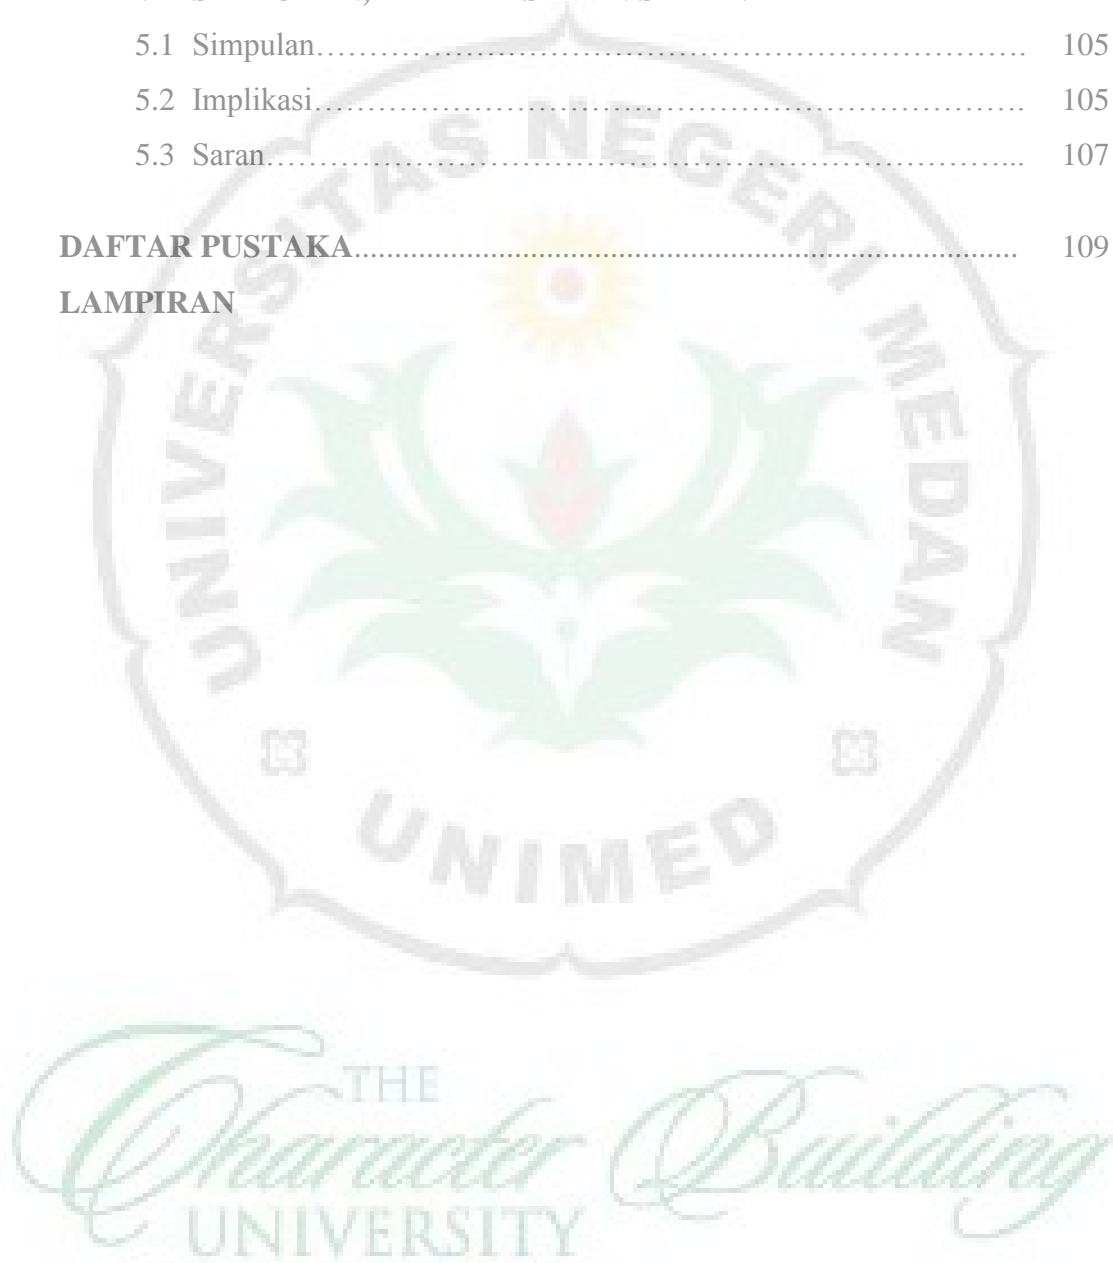 5.1 Simpulan........................................................................ 105
5.2 Implikasi........................................................................ 105
5.3 Saran........................................................................... 107
DAFTAR PUSTAKA.................................................................................. 109
LAMPIRAN
UNIVERSITAS NEGERI MEDAN
UNIMED
THE
Character Building
UNIVERSITY